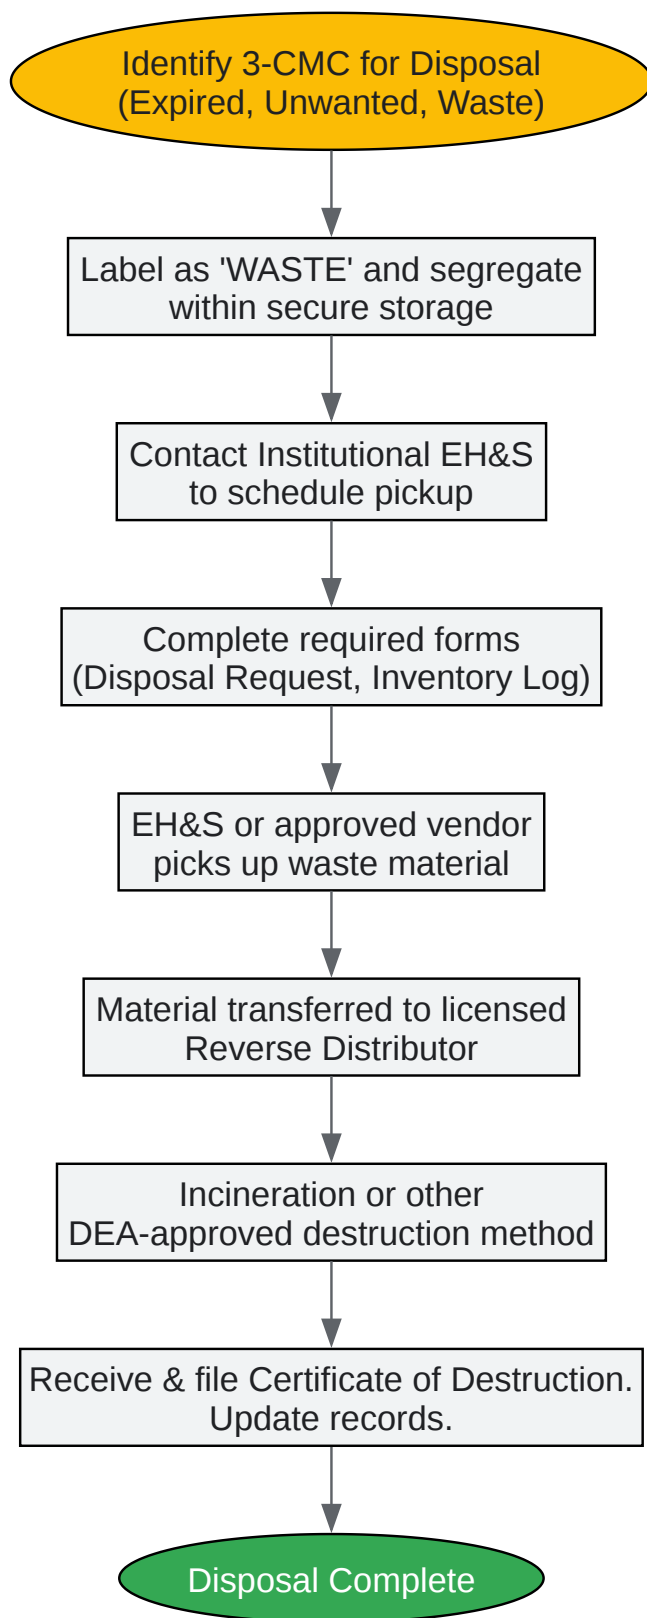 Identify 3-CMC for Disposal
(Expired, Unwanted, Waste)
Label as 'WASTE' and segregate
within secure storage
Contact Institutional EH&S
to schedule pickup
Complete required forms
(Disposal Request, Inventory Log)
EH&S or approved vendor
picks up waste material
Material transferred to licensed
Reverse Distributor
Incineration or other
DEA-approved destruction method
Receive & file Certificate of Destruction.
Update records.
Disposal Complete